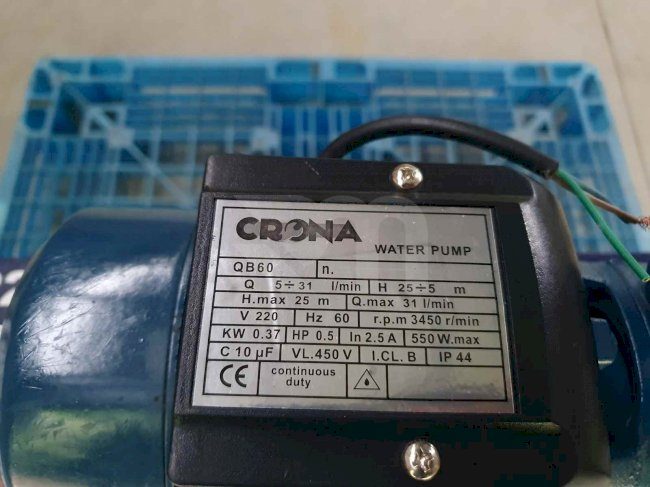 CRONA WATER PUMP
QB60 n.
Q 5÷31 l/min H 25÷5 m
H.max 25 m Q.max 31 l/min
V 220 Hz 60 r.p.m 3450 r/min
KW 0.37 HP 0.5 In 2.5 A 550 W.max
C 10 µF VL.450 V I.CL. B IP 44
CE continuous
duty